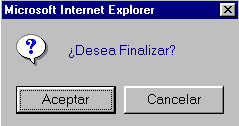 Microsoft Internet Explorer
¿Desea Finalizar?
Aceptar
Cancelar